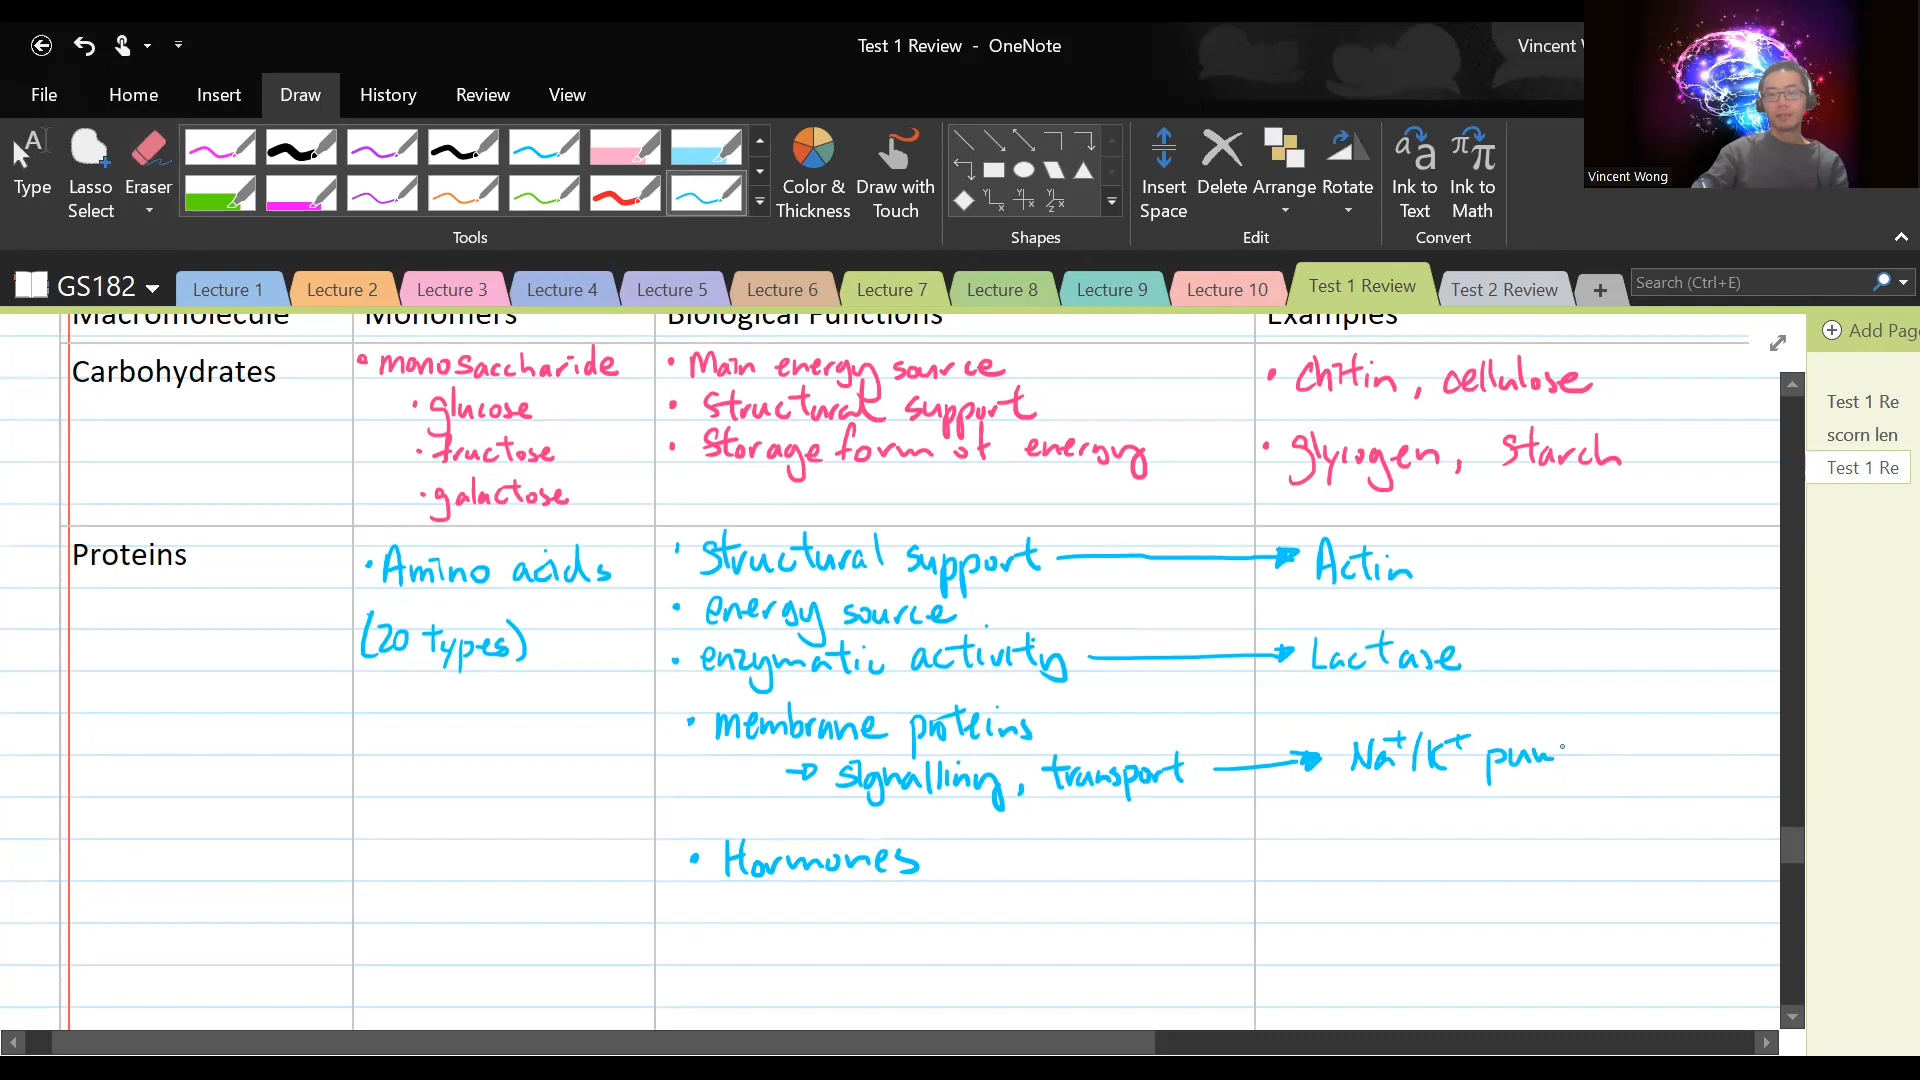 Test 1 Review - OneNote
Vincent W
File Home Insert Draw History Review View
Type
Lasso Select
Eraser
Color & Thickness
Draw with Touch
Insert Space
Delete
Arrange
Rotate
Ink to Text
Ink to Math
Tools
Shapes
Edit
Convert
Vincent Wong
GS182
Lecture 1 Lecture 2 Lecture 3 Lecture 4 Lecture 5 Lecture 6 Lecture 7 Lecture 8 Lecture 9 Lecture 10 Test 1 Review Test 2 Review
Search (Ctrl+E)
Add Page
Test 1 Re
scorn len
Test 1 Re
Macromolecule Monomers Biological Functions Examples
Carbohydrates
• monosaccharide
• glucose
• fructose
• galactose
• Main energy source
• Structural support
• Storage form of energy
• chitin, cellulose
• glycogen, starch
Proteins
• Amino acids
(20 types)
• Structural support → Actin
• energy source
• enzymatic activity → Lactase
• membrane proteins
→ signalling, transport → Na⁺/K⁺ pum
• Hormones